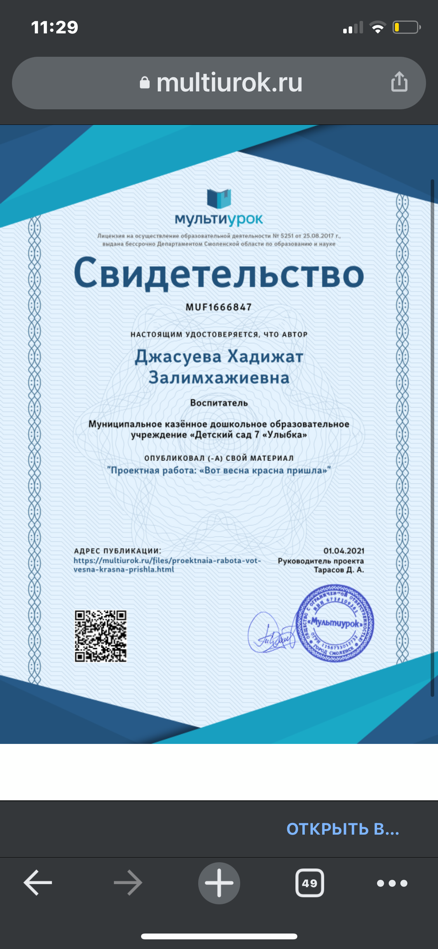 11:29
multiurok.ru
мультиурок
Лицензия на осуществление образовательной деятельности № 5251 от 25.08.2017 г.,
выдана бессрочно Департаментом Смоленской области по образованию и науке
Свидетельство
MUF1666847
НАСТОЯЩИМ УДОСТОВЕРЯЕТСЯ, ЧТО АВТОР
Джасуева Хадижат
Залимхажиевна
Воспитатель
Муниципальное казённое дошкольное образовательное
учреждение «Детский сад 7 «Улыбка»
ОПУБЛИКОВАЛ (-А) СВОЙ МАТЕРИАЛ
"Проектная работа: «Вот весна красна пришла»"
АДРЕС ПУБЛИКАЦИИ:
https://multiurok.ru/files/proektnaia-rabota-vot-
vesna-krasna-prishla.html
01.04.2021
Руководитель проекта
Тарасов Д. А.
«Мультиурок»
ОТКРЫТЬ В...
49